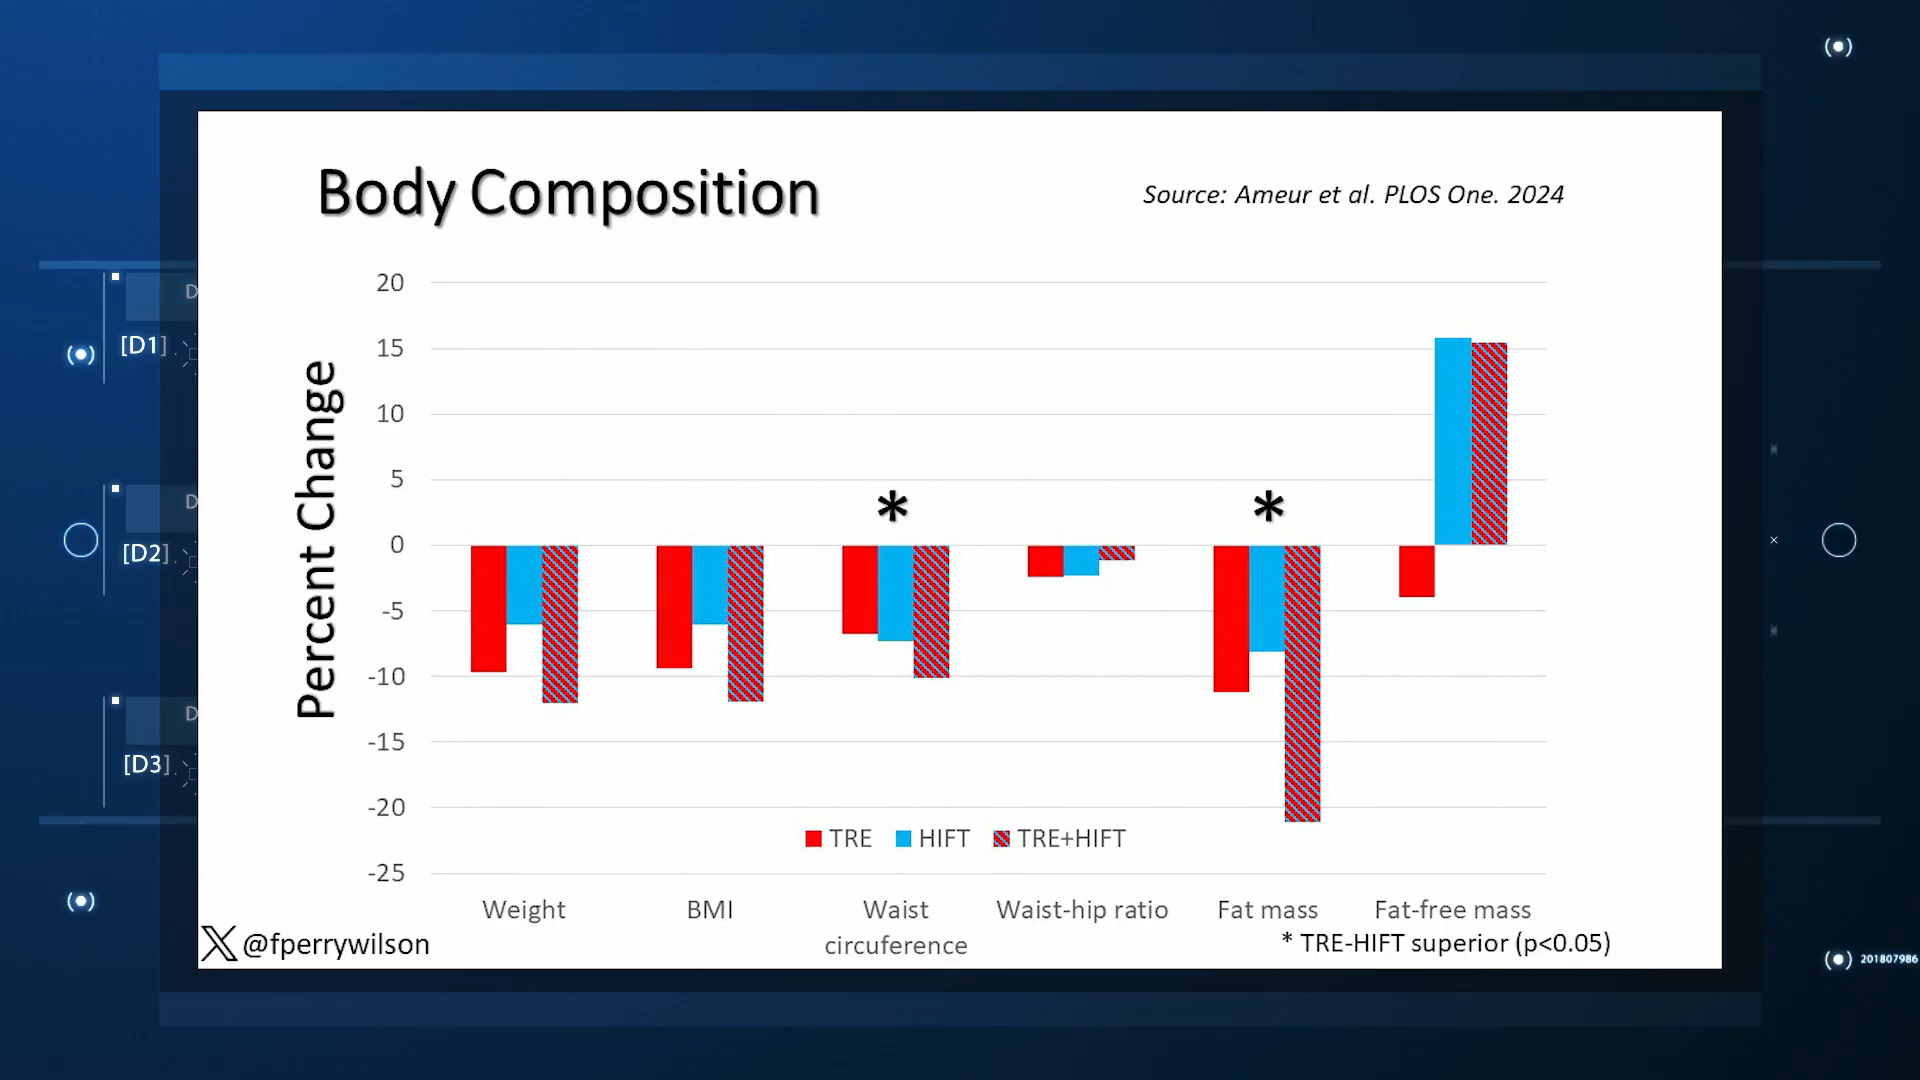 Body Composition
Source: Ameur et al. PLOS One. 2024
Percent Change
20
15
10
5
0
-5
-10
-15
-20
-25
*
*
TRE
HIFT
TRE+HIFT
Weight
BMI
Waist
circuference
Waist-hip ratio
Fat mass
Fat-free mass
* TRE-HIFT superior (p<0.05)
X @fperrywilson
D
[D1]
D
[D2]
D
[D3]
201807986